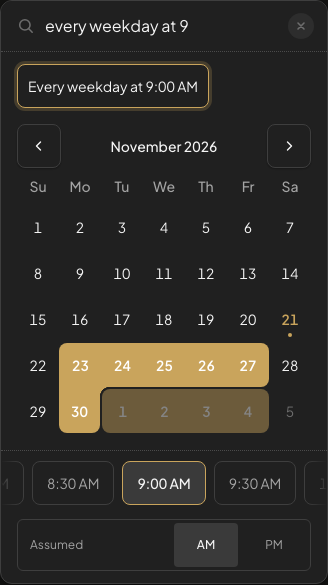 every weekday at 9
Every weekday at 9:00 AM
November 2026
Su Mo Tu We Th Fr Sa
1 2 3 4 5 6 7
8 9 10 11 12 13 14
15 16 17 18 19 20 21
22 23 24 25 26 27 28
29 30 1 2 3 4 5
8:30 AM 9:00 AM 9:30 AM
Assumed AM PM